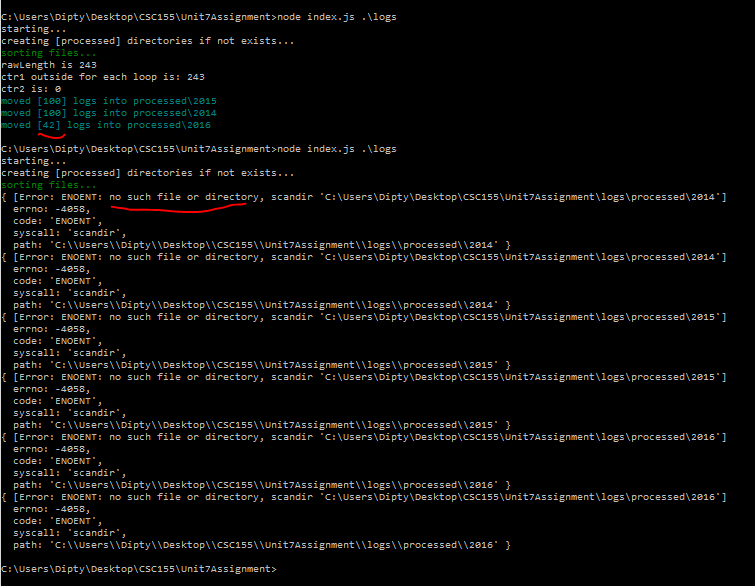 C:\Users\Dipty\Desktop\CSC155\Unit7Assignment>node index.js .\logs
starting...
creating [processed] directories if not exists...
sorting files...
rawLength is 243
ctr1 outside for each loop is: 243
ctr2 is: 0
moved [100] logs into processed\2015
moved [100] logs into processed\2014
moved [42] logs into processed\2016
C:\Users\Dipty\Desktop\CSC155\Unit7Assignment>node index.js .\logs
starting...
creating [processed] directories if not exists...
sorting files...
{ [Error: ENOENT: no such file or directory, scandir 'C:\Users\Dipty\Desktop\CSC155\Unit7Assignment\logs\processed\2014']
  errno: -4058,
  code: 'ENOENT',
  syscall: 'scandir',
  path: 'C:\\Users\\Dipty\\Desktop\\CSC155\\Unit7Assignment\\logs\\processed\\2014' }
{ [Error: ENOENT: no such file or directory, scandir 'C:\Users\Dipty\Desktop\CSC155\Unit7Assignment\logs\processed\2014']
  errno: -4058,
  code: 'ENOENT',
  syscall: 'scandir',
  path: 'C:\\Users\\Dipty\\Desktop\\CSC155\\Unit7Assignment\\logs\\processed\\2014' }
{ [Error: ENOENT: no such file or directory, scandir 'C:\Users\Dipty\Desktop\CSC155\Unit7Assignment\logs\processed\2015']
  errno: -4058,
  code: 'ENOENT',
  syscall: 'scandir',
  path: 'C:\\Users\\Dipty\\Desktop\\CSC155\\Unit7Assignment\\logs\\processed\\2015' }
{ [Error: ENOENT: no such file or directory, scandir 'C:\Users\Dipty\Desktop\CSC155\Unit7Assignment\logs\processed\2015']
  errno: -4058,
  code: 'ENOENT',
  syscall: 'scandir',
  path: 'C:\\Users\\Dipty\\Desktop\\CSC155\\Unit7Assignment\\logs\\processed\\2015' }
{ [Error: ENOENT: no such file or directory, scandir 'C:\Users\Dipty\Desktop\CSC155\Unit7Assignment\logs\processed\2016']
  errno: -4058,
  code: 'ENOENT',
  syscall: 'scandir',
  path: 'C:\\Users\\Dipty\\Desktop\\CSC155\\Unit7Assignment\\logs\\processed\\2016' }
{ [Error: ENOENT: no such file or directory, scandir 'C:\Users\Dipty\Desktop\CSC155\Unit7Assignment\logs\processed\2016']
  errno: -4058,
  code: 'ENOENT',
  syscall: 'scandir',
  path: 'C:\\Users\\Dipty\\Desktop\\CSC155\\Unit7Assignment\\logs\\processed\\2016' }
C:\Users\Dipty\Desktop\CSC155\Unit7Assignment>